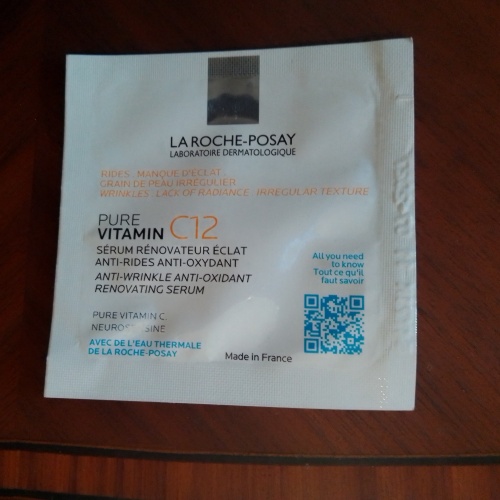 LA ROCHE-POSAY
LABORATOIRE DERMATOLOGIQUE
RIDES . MANQUE D'ÉCLAT .
GRAIN DE PEAU IRRÉGULIER
WRINKLES . LACK OF RADIANCE . IRREGULAR TEXTURE
PURE
VITAMIN C12
SÉRUM RÉNOVATEUR ÉCLAT
ANTI-RIDES ANTI-OXYDANT
ANTI-WRINKLE ANTI-OXIDANT
RENOVATING SERUM
All you need
to know
Tout ce qu'il
faut savoir
PURE VITAMIN C
AVEC DE L'EAU THERMALE
DE LA ROCHE-POSAY
Made in France